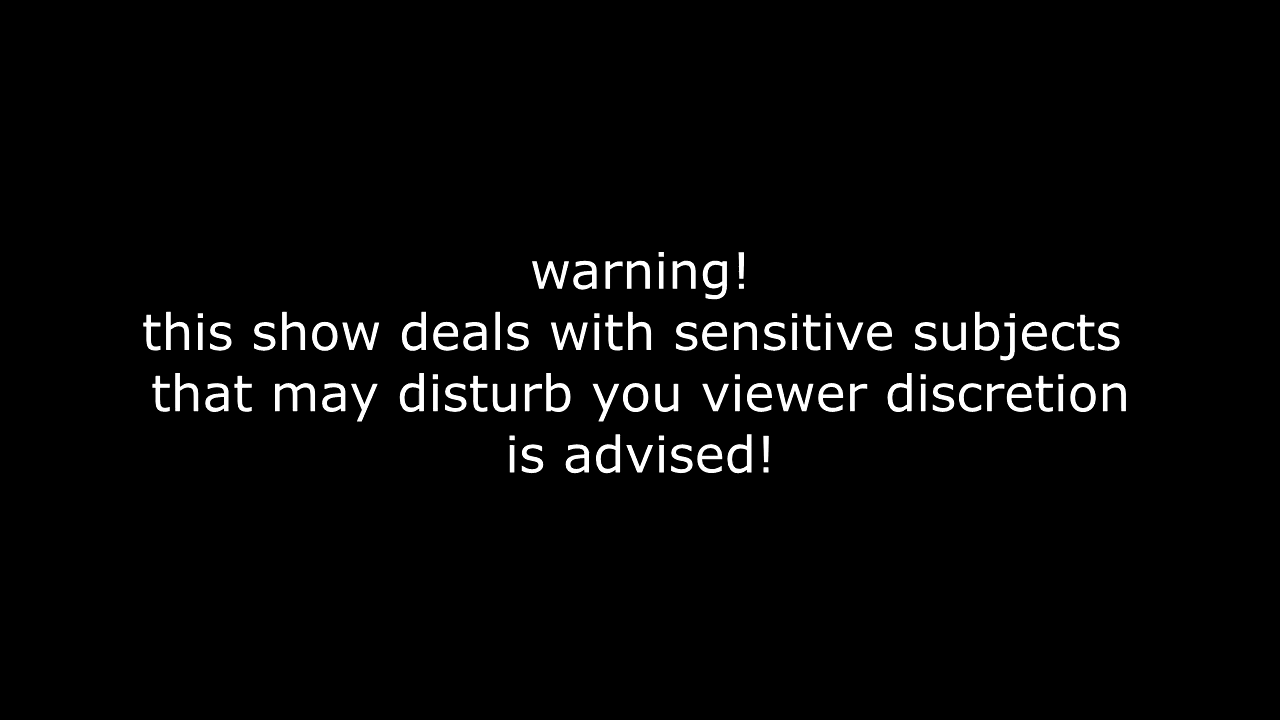 warning!
this show deals with sensitive subjects
that may disturb you viewer discretion
is advised!